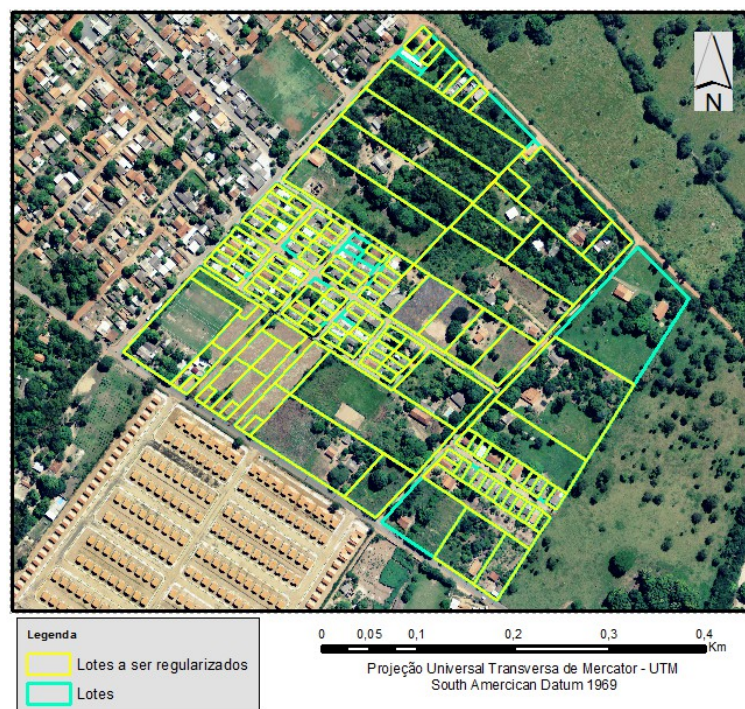 N
Legenda
Lotes a ser regularizados
Lotes
0 0,05 0,1 0,2 0,3 0,4
Km
Projeção Universal Transversa de Mercator - UTM
South Amercican Datum 1969